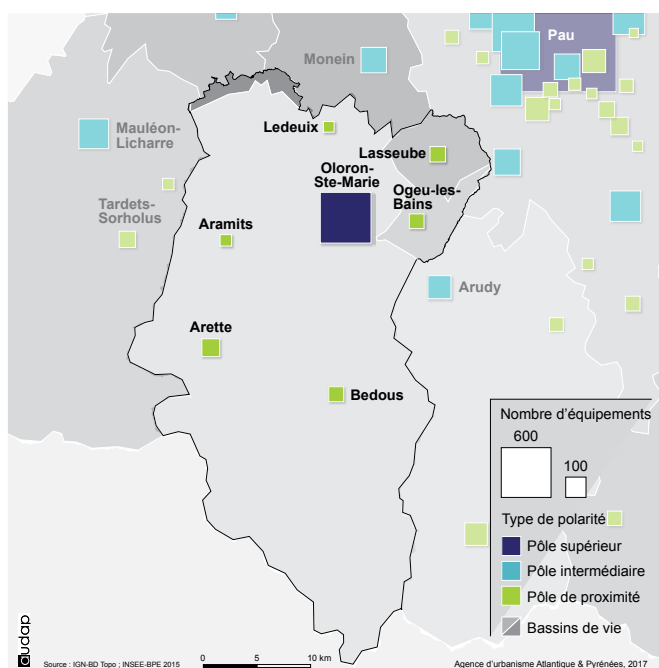 Pau
Monein
Ledeuix
Mauléon-
Licharre
Lasseube
Oloron-
Ste-Marie
Ogeu-les-
Bains
Tardets-
Sorholus
Aramits
Arudy
Arette
Bedous
Nombre d'équipements
600
100
Type de polarité
Pôle supérieur
Pôle intermédiaire
Pôle de proximité
Bassins de vie
audap
Source : IGN-BD Topo ; INSEE-BPE 2015
0 5 10 km
Agence d'urbanisme Atlantique & Pyrénées, 2017